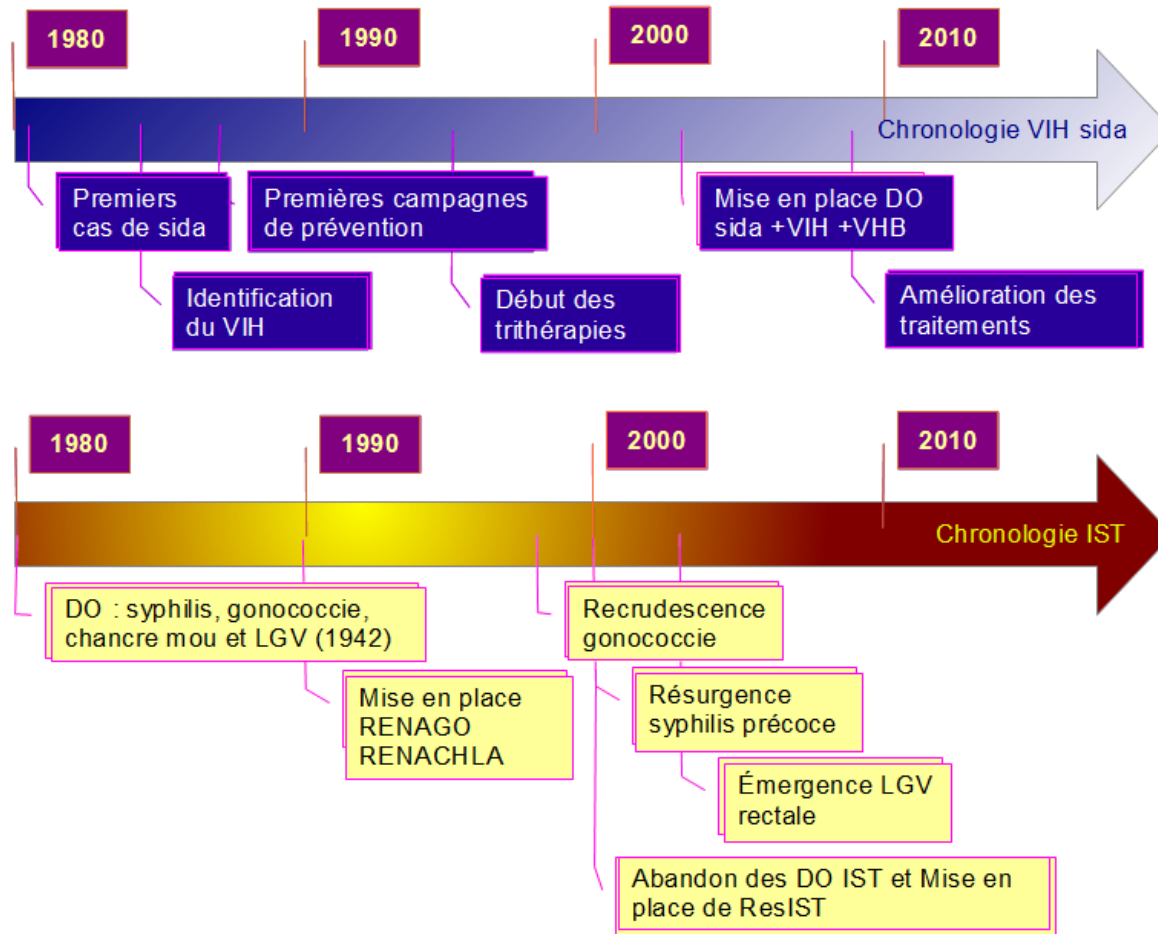 1980
1990
2000
2010
Chronologie VIH sida
Premiers
cas de sida
Premières campagnes
de prévention
Mise en place DO
sida +VIH +VHB
Identification
du VIH
Début des
trithérapies
Amélioration des
traitements
1980
1990
2000
2010
Chronologie IST
DO : syphilis, gonococcie,
chancre mou et LGV (1942)
Recrudescence
gonococcie
Mise en place
RENAGO
RENACHLA
Résurgence
syphilis précoce
Émergence LGV
rectale
Abandon des DO IST et Mise en
place de ResIST